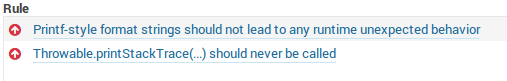 Rule
Printf-style format strings should not lead to any runtime unexpected behavior
Throwable.printStackTrace(...) should never be called